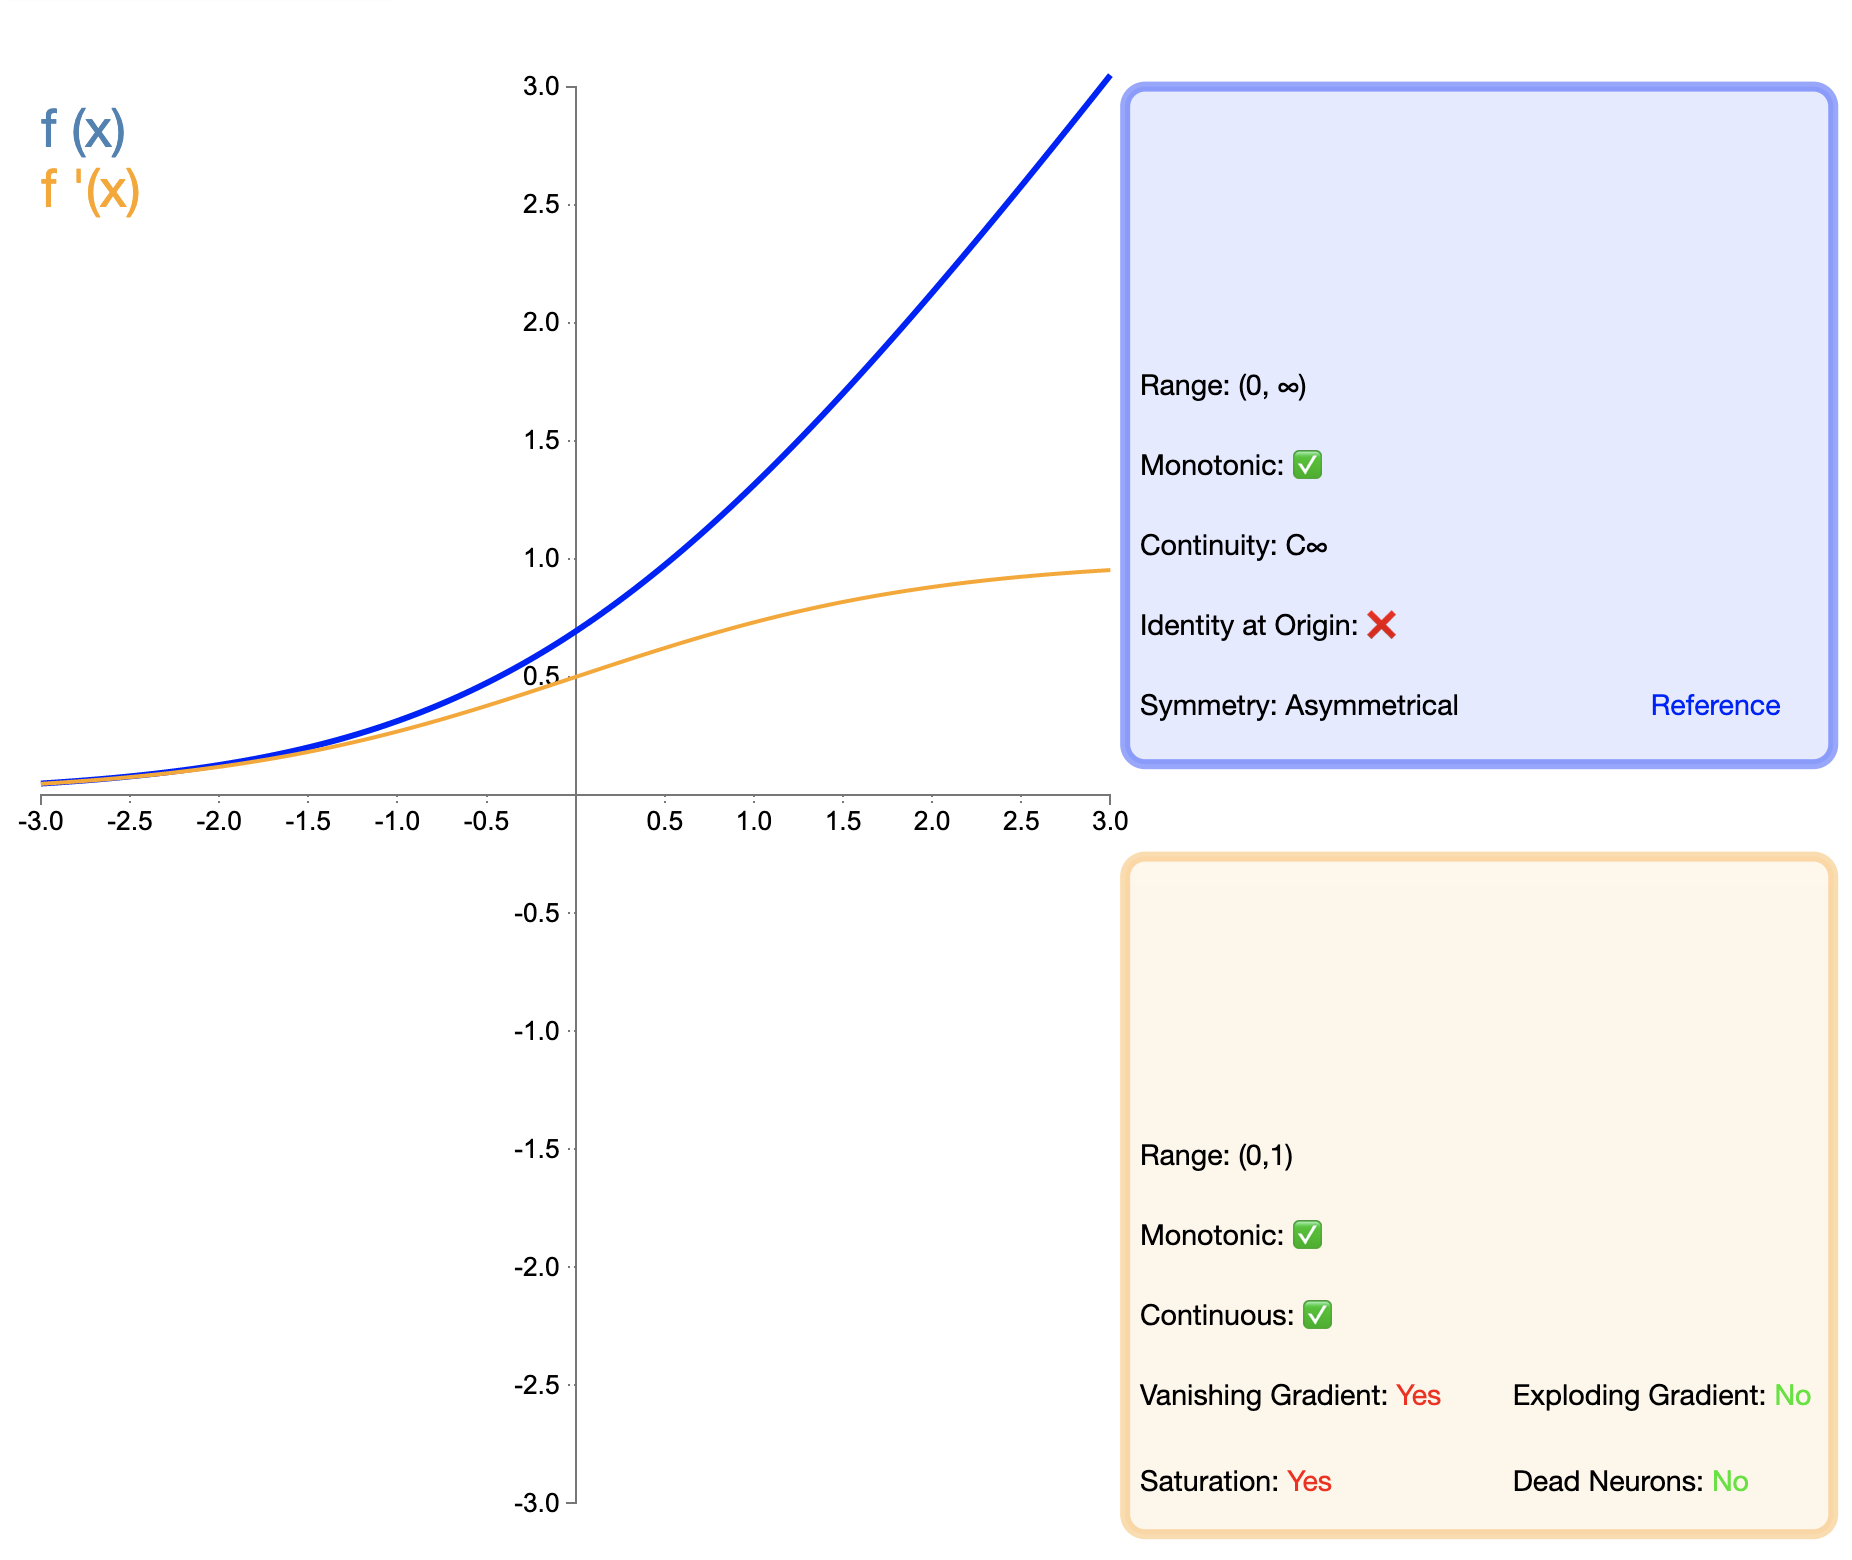 f (x)
f '(x)
3.0
2.5
2.0
1.5
1.0
0.5
-3.0 -2.5 -2.0 -1.5 -1.0 -0.5 0.5 1.0 1.5 2.0 2.5 3.0
-0.5
-1.0
-1.5
-2.0
-2.5
-3.0
Range: (0, ∞)
Monotonic: ✅
Continuity: C∞
Identity at Origin: ❌
Symmetry: Asymmetrical Reference
Range: (0,1)
Monotonic: ✅
Continuous: ✅
Vanishing Gradient: Yes Exploding Gradient: No
Saturation: Yes Dead Neurons: No